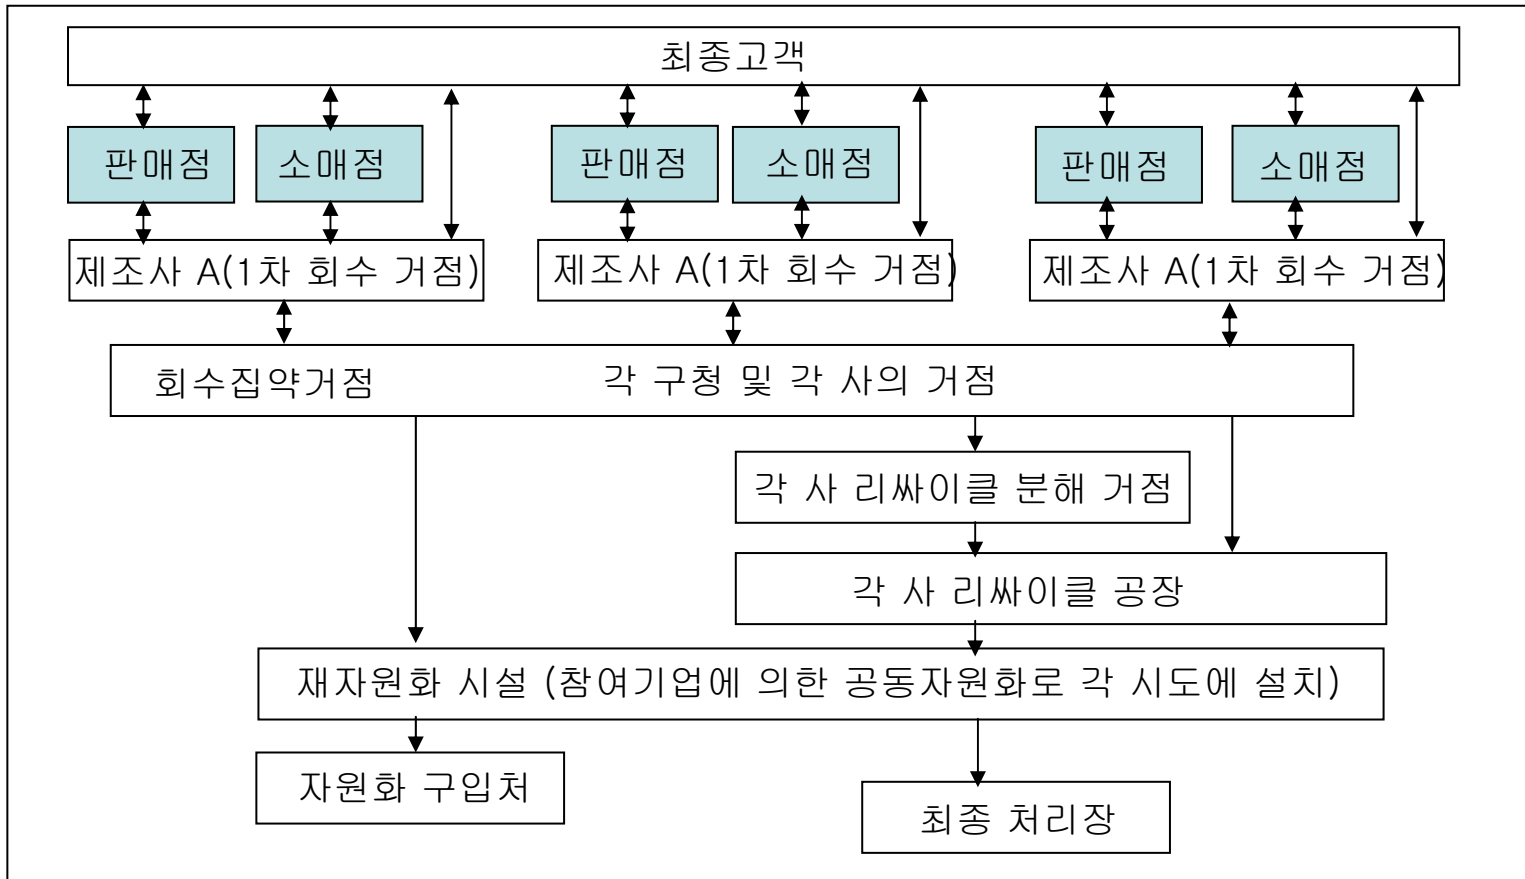 최종고객
판매점 소매점 판매점 소매점 판매점 소매점
제조사 A(1차 회수 거점) 제조사 A(1차 회수 거점) 제조사 A(1차 회수 거점)
회수집약거점 각 구청 및 각 사의 거점
각 사 리싸이클 분해 거점
각 사 리싸이클 공장
재자원화 시설 (참여기업에 의한 공동자원화로 각 시도에 설치)
자원화 구입처
최종 처리장